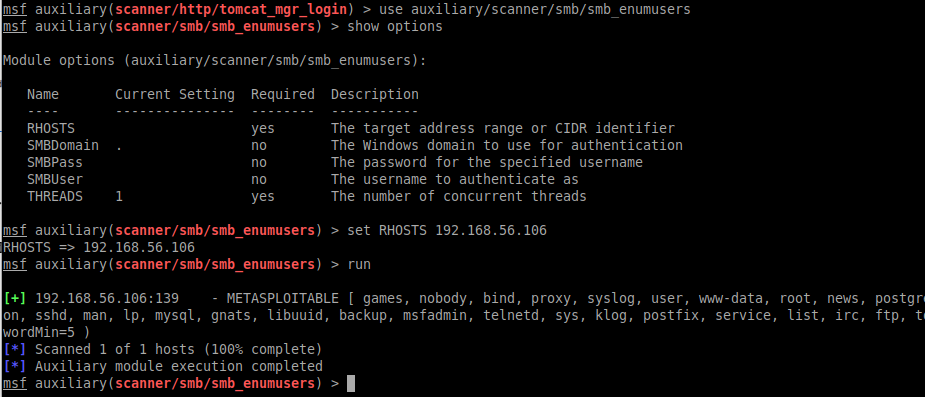 msf auxiliary(scanner/http/tomcat_mgr_login) > use auxiliary/scanner/smb/smb_enumusers
msf auxiliary(scanner/smb/smb_enumusers) > show options
Module options (auxiliary/scanner/smb/smb_enumusers):
Name Current Setting Required Description
---- --------------- -------- -----------
RHOSTS yes The target address range or CIDR identifier
SMBDomain . no The Windows domain to use for authentication
SMBPass no The password for the specified username
SMBUser no The username to authenticate as
THREADS 1 yes The number of concurrent threads
msf auxiliary(scanner/smb/smb_enumusers) > set RHOSTS 192.168.56.106
RHOSTS => 192.168.56.106
msf auxiliary(scanner/smb/smb_enumusers) > run
[+] 192.168.56.106:139 - METASPLOITABLE [ games, nobody, bind, proxy, syslog, user, www-data, root, news, postgr
on, sshd, man, lp, mysql, gnats, libuuid, backup, msfadmin, telnetd, sys, klog, postfix, service, list, irc, ftp,
wordMin=5 )
[*] Scanned 1 of 1 hosts (100% complete)
[*] Auxiliary module execution completed
msf auxiliary(scanner/smb/smb_enumusers) >